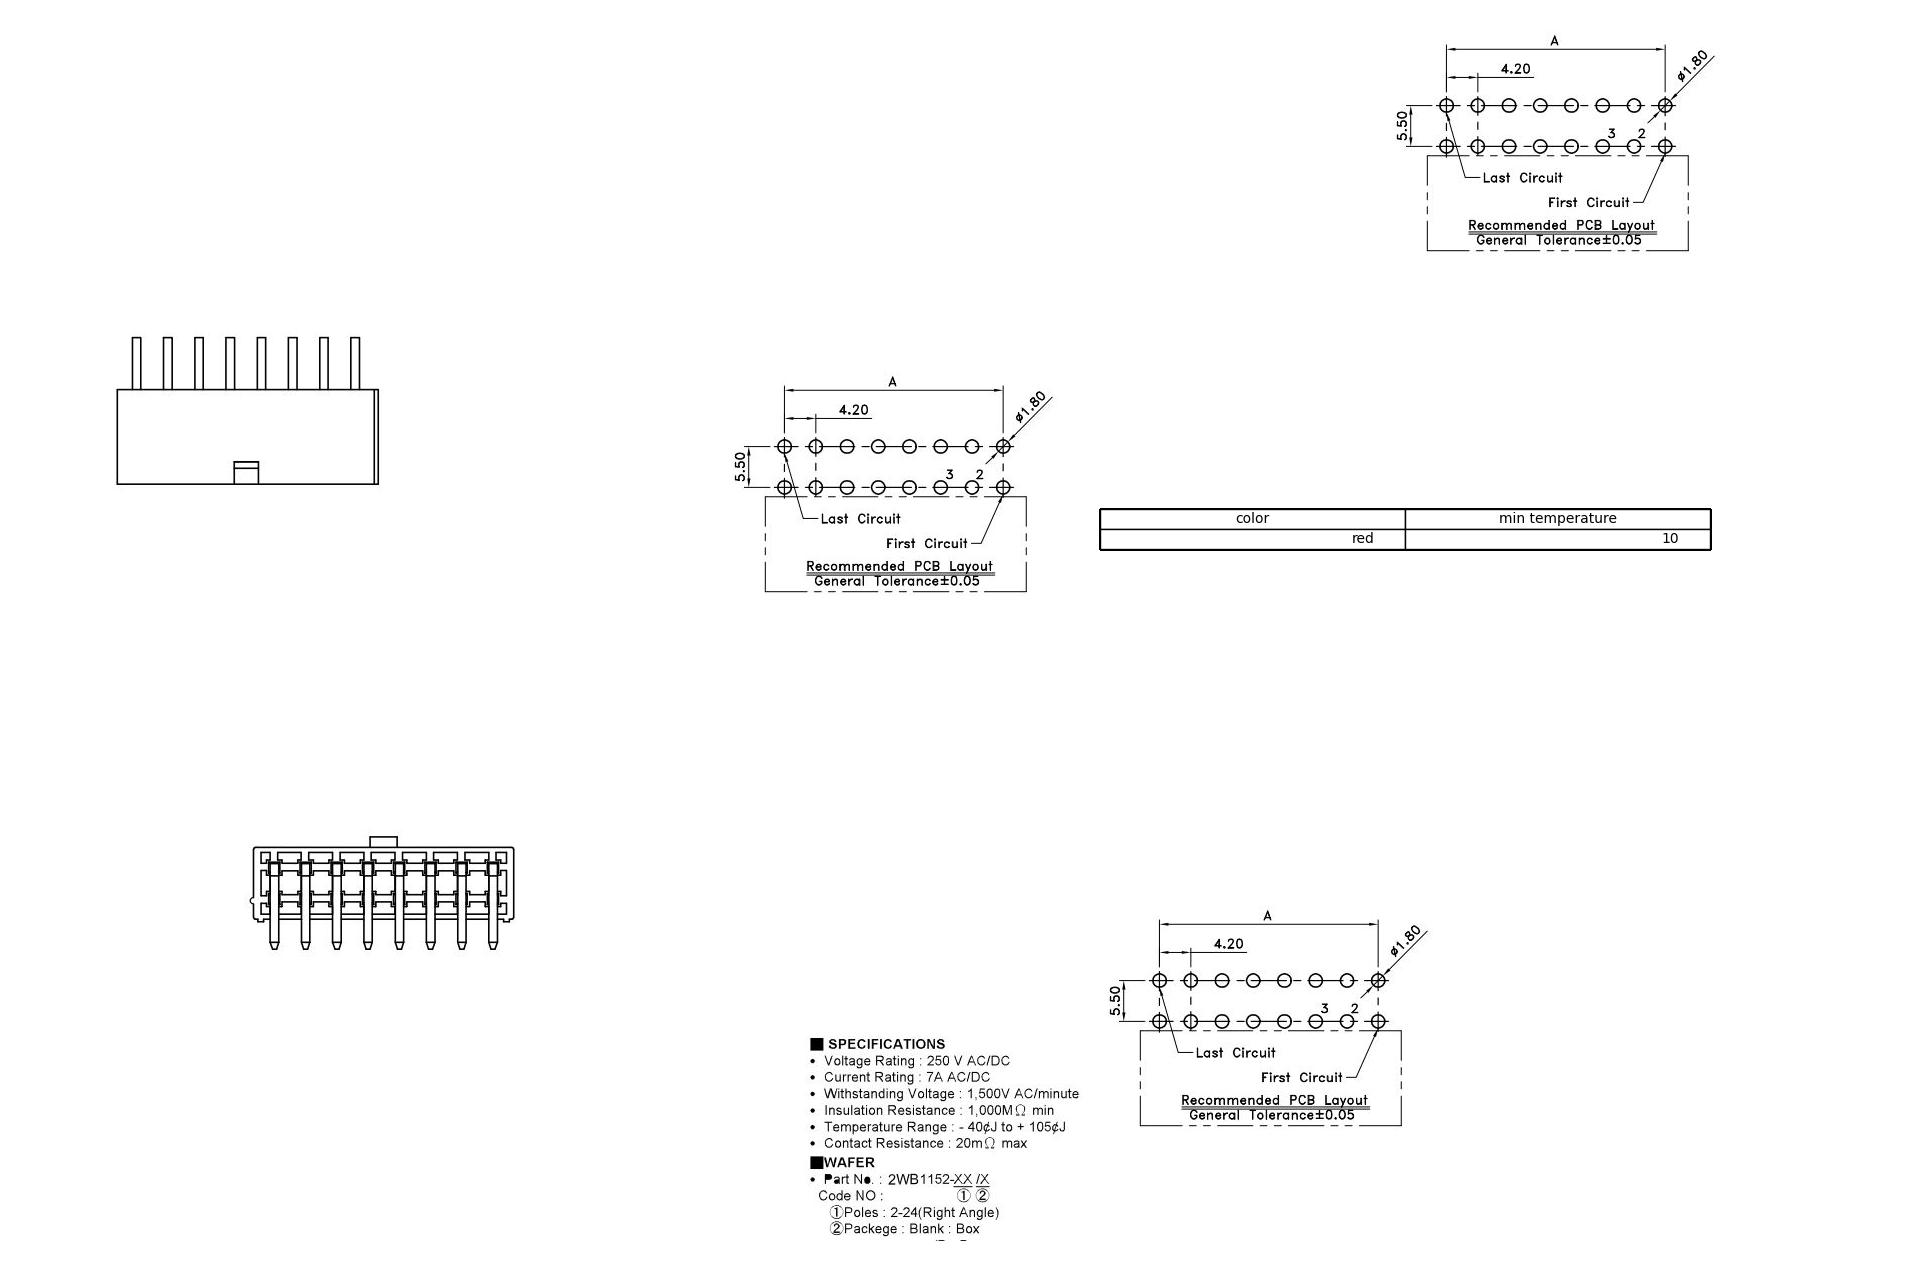 A
4.20
ø1.80
5.50
3 2
Last Circuit
First Circuit
Recommended PCB Layout
General Tolerance±0.05
A
4.20
ø1.80
5.50
3 2
Last Circuit
First Circuit
Recommended PCB Layout
General Tolerance±0.05
color min temperature
red 10
A
4.20
ø1.80
5.50
3 2
Last Circuit
First Circuit
Recommended PCB Layout
General Tolerance±0.05
■ SPECIFICATIONS
• Voltage Rating : 250 V AC/DC
• Current Rating : 7A AC/DC
• Withstanding Voltage : 1,500V AC/minute
• Insulation Resistance : 1,000MΩ min
• Temperature Range : - 40¢J to + 105¢J
• Contact Resistance : 20mΩ max
■WAFER
• Part No. : 2WB1152-XX /X
Code NO : ① ②
①Poles : 2-24(Right Angle)
②Packege : Blank : Box